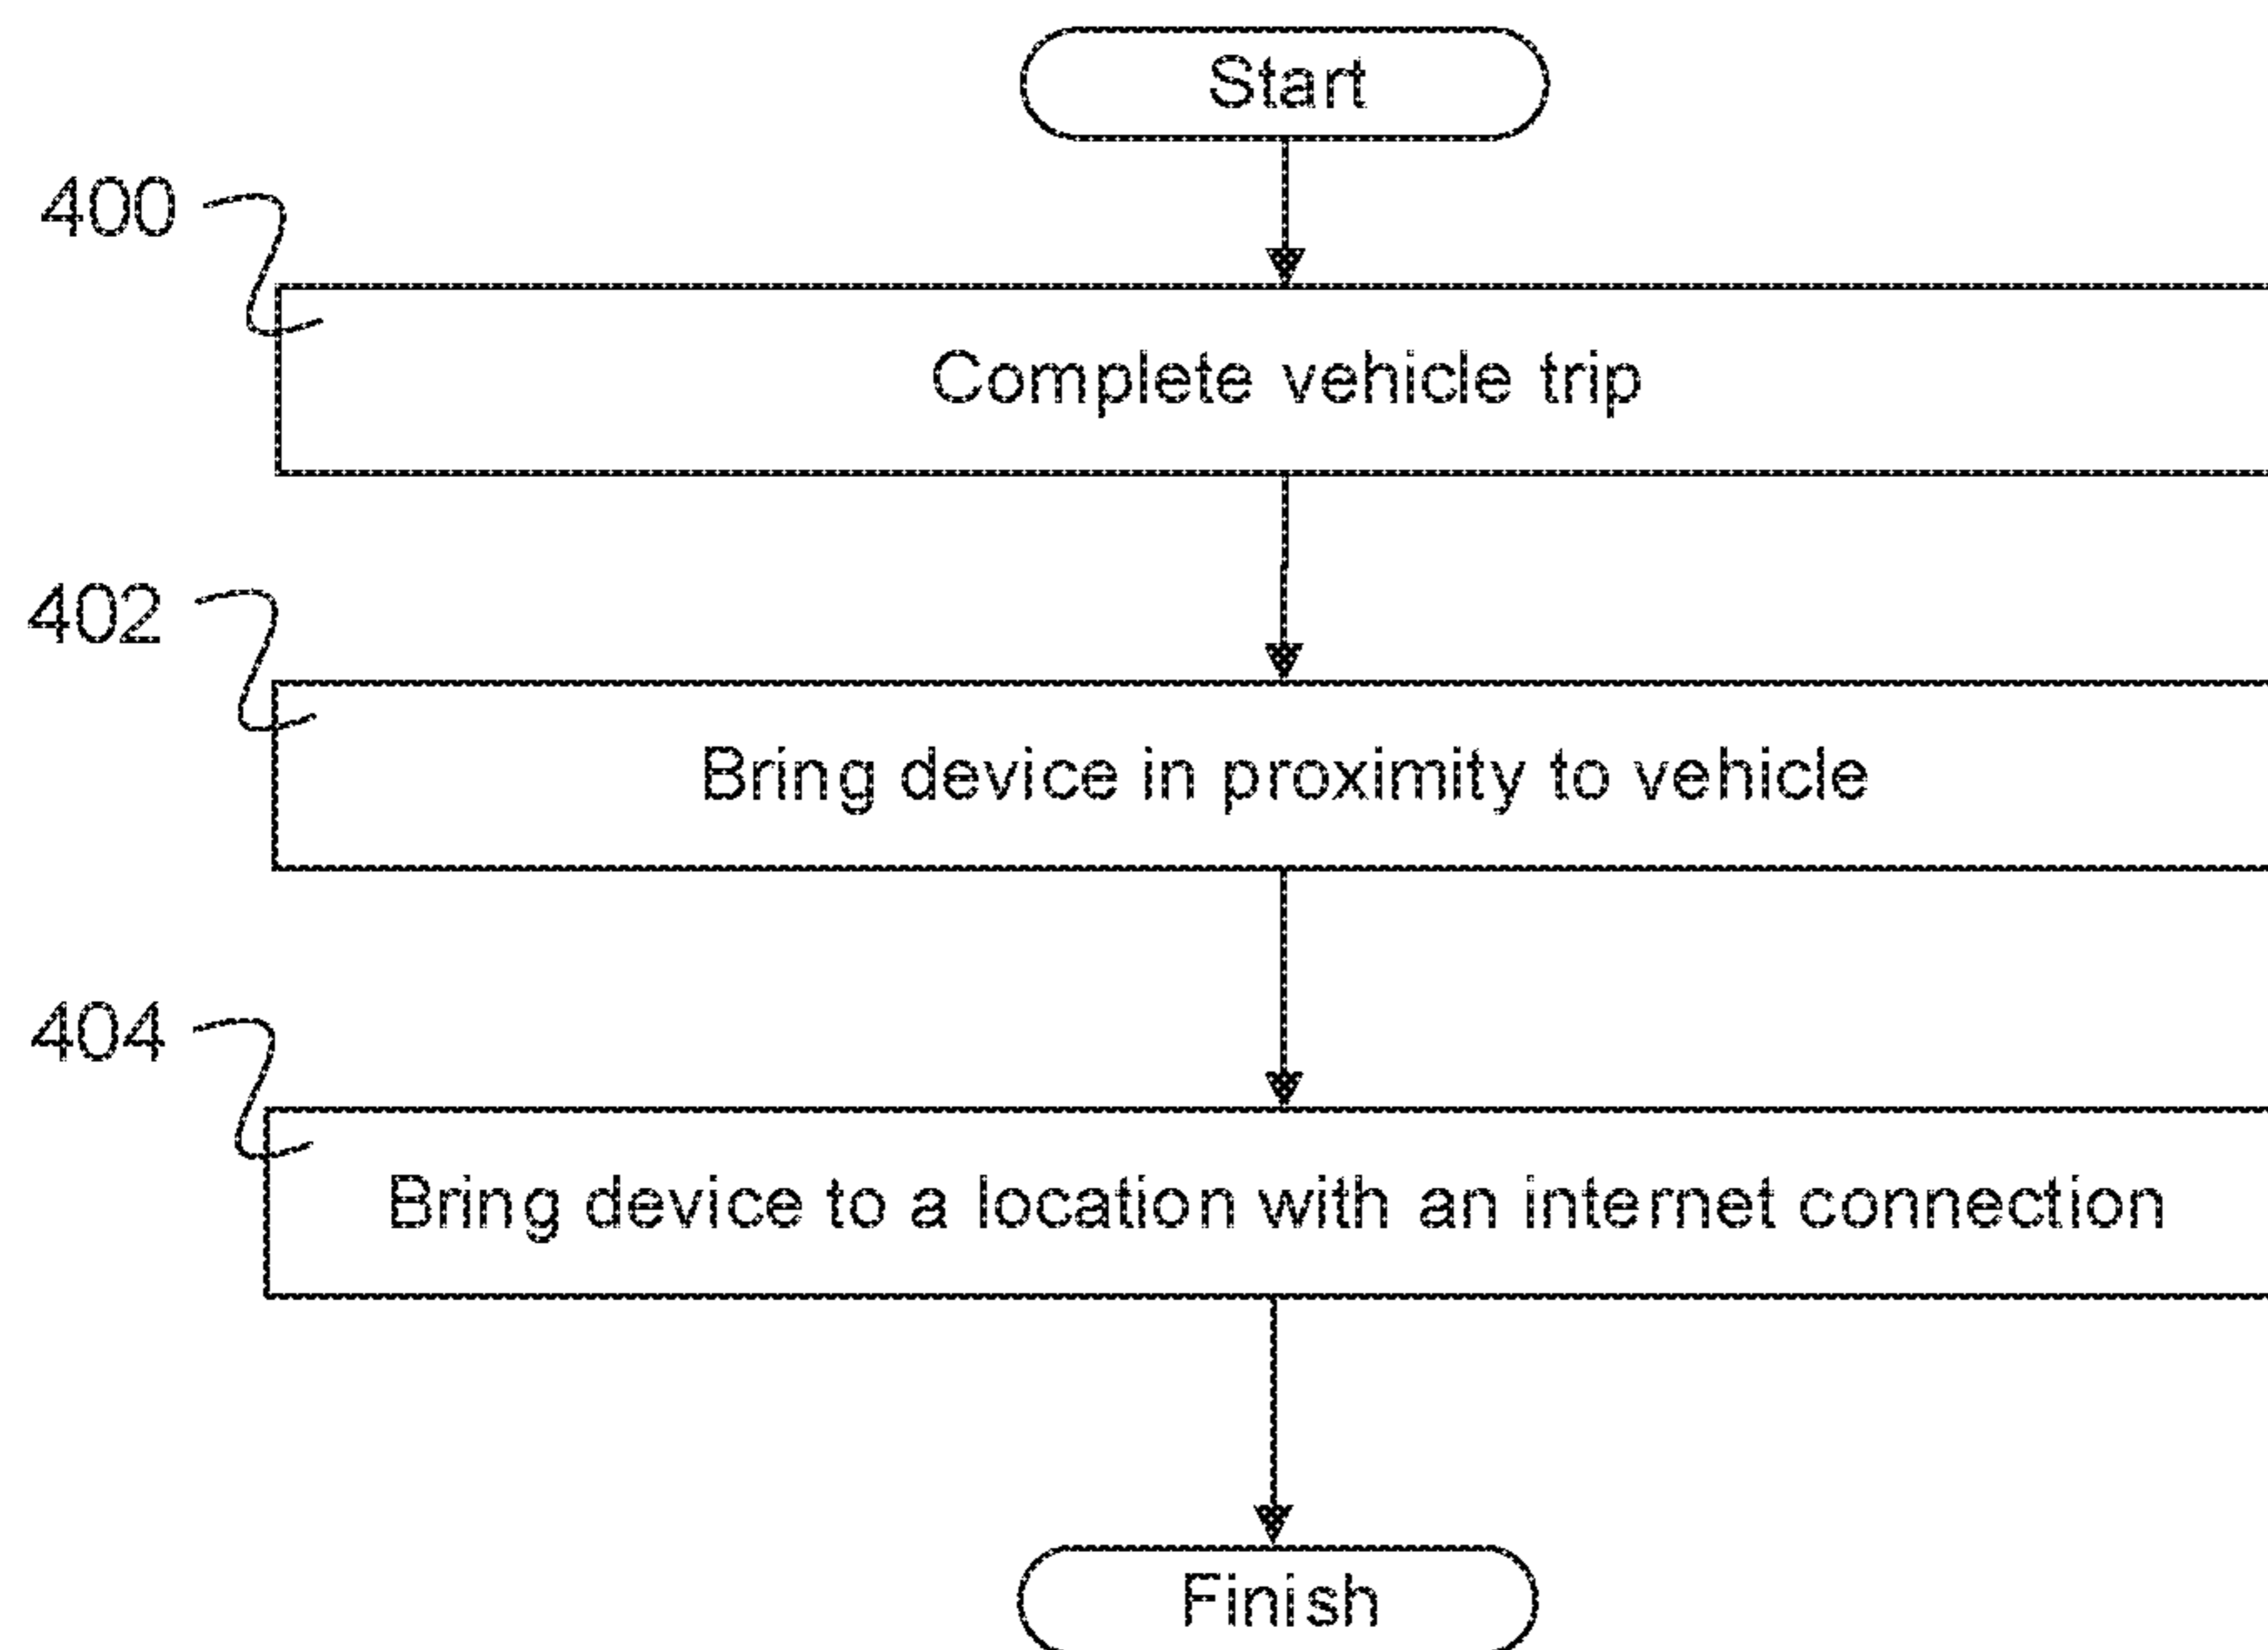 Start
400
Complete vehicle trip
402
Bring device in proximity to vehicle
404
Bring device to a location with an internet connection
Finish